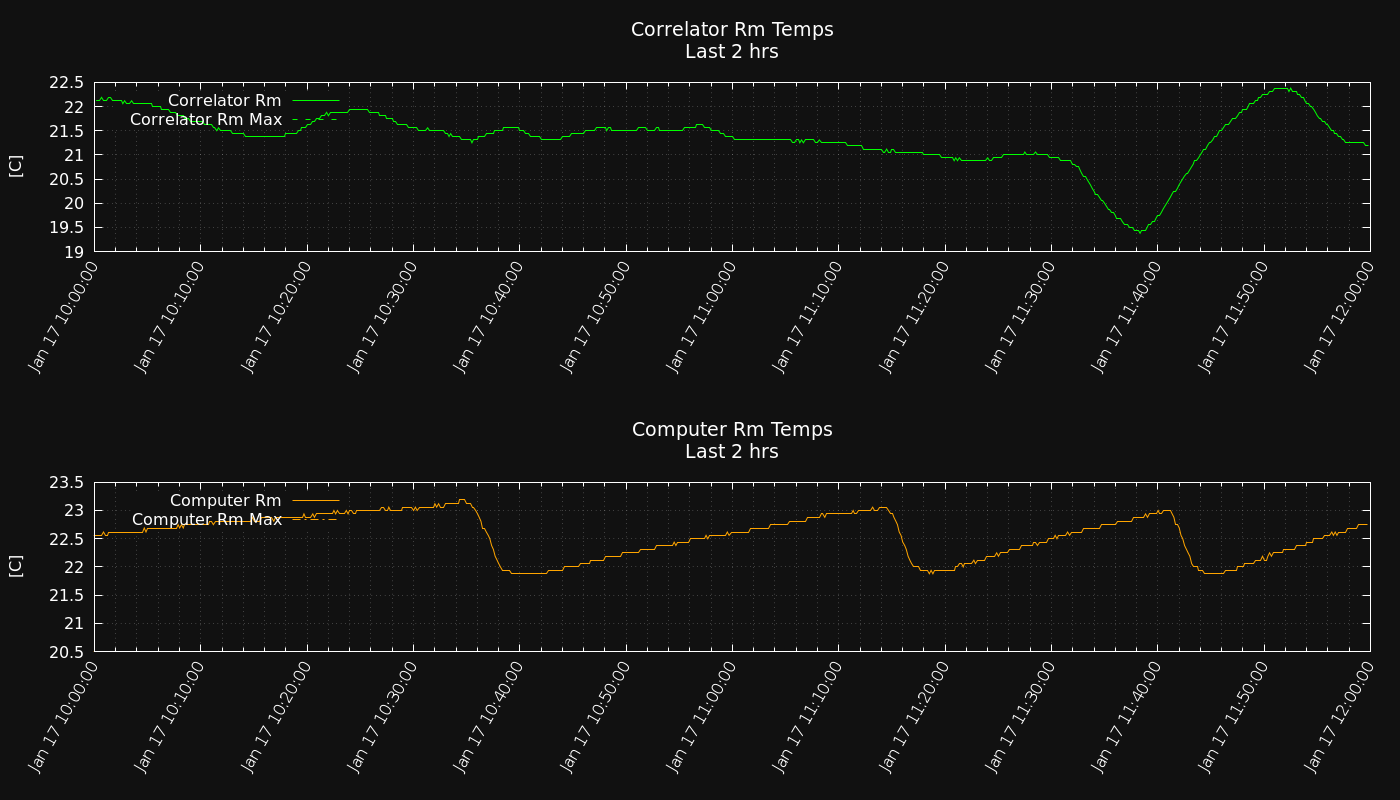 Correlator Rm Temps
Last 2 hrs
22.5
22
21.5
21
20.5
20
19.5
19
[C]
Correlator Rm
Correlator Rm Max
Jan 17 10:00:00
Jan 17 10:10:00
Jan 17 10:20:00
Jan 17 10:30:00
Jan 17 10:40:00
Jan 17 10:50:00
Jan 17 11:00:00
Jan 17 11:10:00
Jan 17 11:20:00
Jan 17 11:30:00
Jan 17 11:40:00
Jan 17 11:50:00
Jan 17 12:00:00
Computer Rm Temps
Last 2 hrs
23.5
23
22.5
22
21.5
21
20.5
[C]
Computer Rm
Computer Rm Max
Jan 17 10:00:00
Jan 17 10:10:00
Jan 17 10:20:00
Jan 17 10:30:00
Jan 17 10:40:00
Jan 17 10:50:00
Jan 17 11:00:00
Jan 17 11:10:00
Jan 17 11:20:00
Jan 17 11:30:00
Jan 17 11:40:00
Jan 17 11:50:00
Jan 17 12:00:00